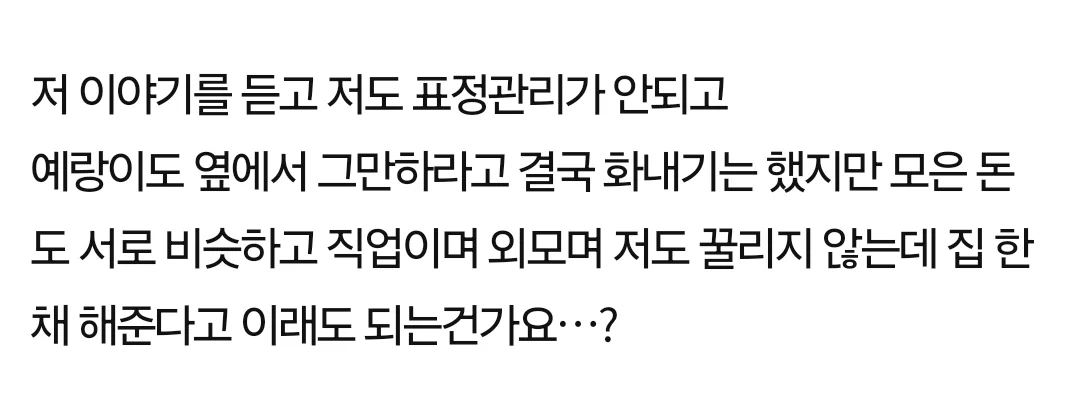 저 이야기를 듣고 저도 표정관리가 안되고
예랑이도 옆에서 그만하라고 결국 화내기는 했지만 모은 돈
도 서로 비슷하고 직업이며 외모며 저도 꿀리지 않는데 집 한
채 해준다고 이래도 되는건가요…?